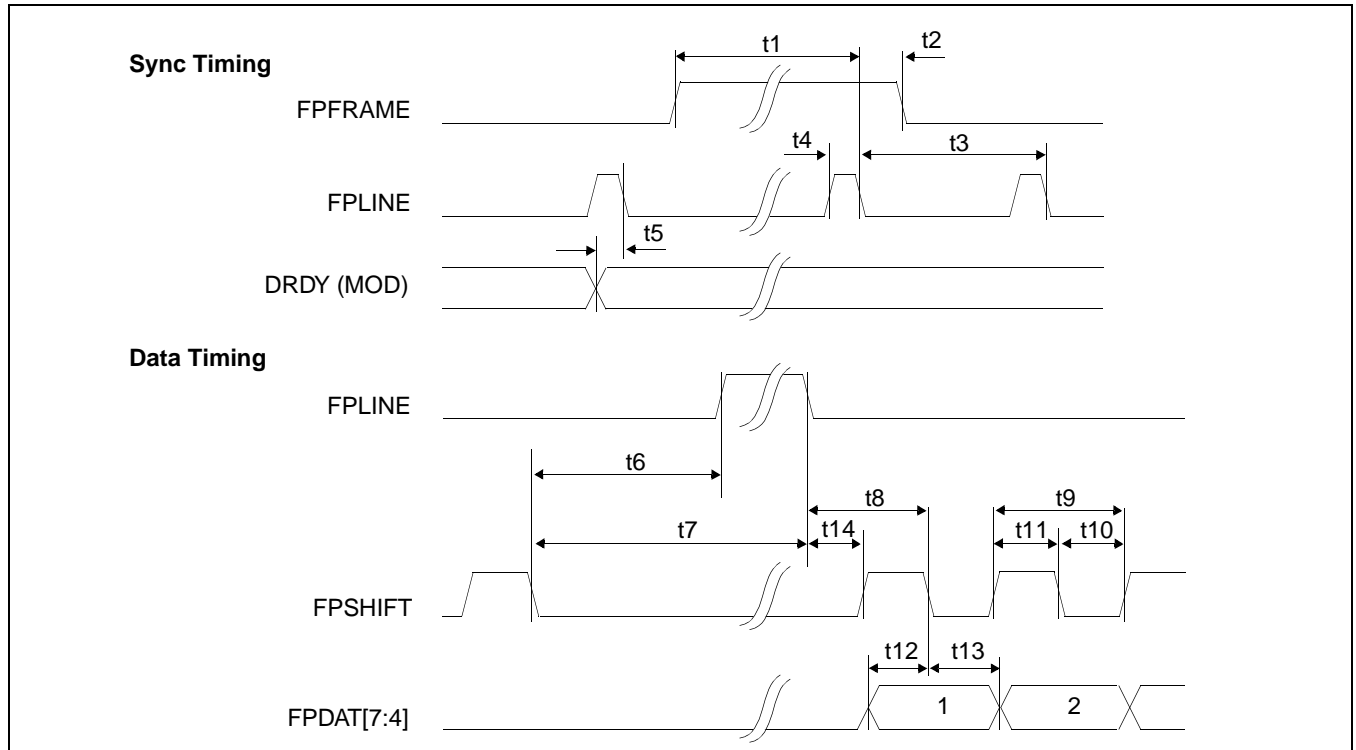 t1
t2
Sync Timing
FPFRAME
t4
t3
FPLINE
t5
DRDY (MOD)
Data Timing
FPLINE
t6
t8
t9
t7
t14
t11
t10
FPSHIFT
t12
t13
FPDAT[7:4]
1
2